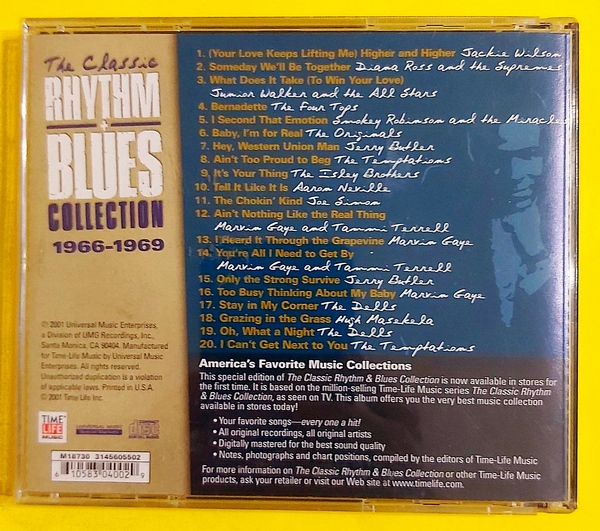 The Classic
RHYTHM
+
BLUES
COLLECTION
1966-1969
1. (Your Love Keeps Lifting Me) Higher and Higher Jackie Wilson
2. Someday We'll Be Together Diana Ross and the Supremes
3. What Does It Take (To Win Your Love)
Junior Walker and the All Stars
4. Bernadette The Four Tops
5. I Second That Emotion Smokey Robinson and the Miracles
6. Baby, I'm for Real The Originals
7. Hey, Western Union Man Jerry Butler
8. Ain't Too Proud to Beg The Temptations
9. It's Your Thing The Isley Brothers
10. Tell It Like It Is Aaron Neville
11. The Chokin' Kind Joe Simon
12. Ain't Nothing Like the Real Thing
Marvin Gaye and Tammi Terrell
13. I Heard It Through the Grapevine Marvin Gaye
14. You're All I Need to Get By
Marvin Gaye and Tammi Terrell
15. Only the Strong Survive Jerry Butler
16. Too Busy Thinking About My Baby Marvin Gaye
17. Stay in My Corner The Dells
18. Grazing in the Grass Hugh Masekela
19. Oh, What a Night The Dells
20. I Can't Get Next to You The Temptations
America's Favorite Music Collections
This special edition of The Classic Rhythm & Blues Collection is now available in stores for
the first time. It is based on the million-selling Time-Life Music series The Classic Rhythm
& Blues Collection, as seen on TV. This album offers you the very best music collection
available in stores today!
• Your favorite songs—every one a hit!
• All original recordings, all original artists
• Digitally mastered for the best sound quality
• Notes, photographs and chart positions, compiled by the editors of Time-Life Music
For more information on The Classic Rhythm & Blues Collection or other Time-Life Music
products, ask your retailer or visit our Web site at www.timelife.com.
© 2001 Universal Music Enterprises,
a Division of UMG Recordings, Inc.,
Santa Monica, CA 90404. Manufactured
for Time-Life Music by Universal Music
Enterprises. All rights reserved.
Unauthorized duplication is a violation
of applicable laws. Printed in U.S.A.
© 2001 Time Life Inc.
TIME
LIFE
MUSIC
UNIVERSAL MUSIC
M18730 3145605502
6 10583 04002 9